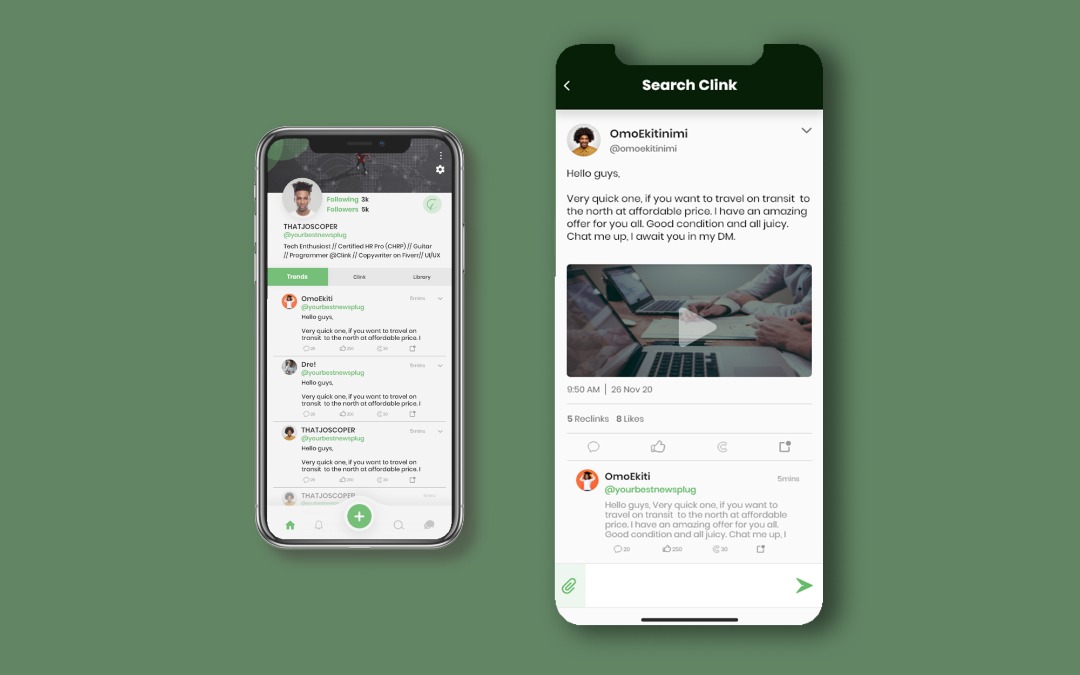 Following 3k
Followers 5k
THATJOSCOPER
@yourbestnewsplug
Tech Enthusiast // Certified HR Pro (CHRP) // Guitar
// Programmer @Clink // Copywriter on Fiverr// UI/UX
Trends
Clink
Library
OmoEkiti
5mins
@yourbestnewsplug
Hello guys,
Very quick one, if you want to travel on
transit to the north at affordable price. I
20
250
30
Dre!
5mins
@yourbestnewsplug
Hello guys,
Very quick one, if you want to travel on
transit to the north at affordable price. I
20
250
30
THATJOSCOPER
5mins
@yourbestnewsplug
Hello guys,
Very quick one, if you want to travel on
transit to the north at affordable price. I
20
250
30
THATJOSCOPER
5mins
@yourbestnewsplug
Search Clink
OmoEkitinimi
@omoekitinimi
Hello guys,
Very quick one, if you want to travel on transit to
the north at affordable price. I have an amazing
offer for you all. Good condition and all juicy.
Chat me up, I await you in my DM.
9:50 AM | 26 Nov 20
5 Reclinks 8 Likes
OmoEkiti
5mins
@yourbestnewsplug
Hello guys, Very quick one, if you want to
travel on transit to the north at affordable
price. I have an amazing offer for you all.
Good condition and all juicy. Chat me up, I
20
250
30